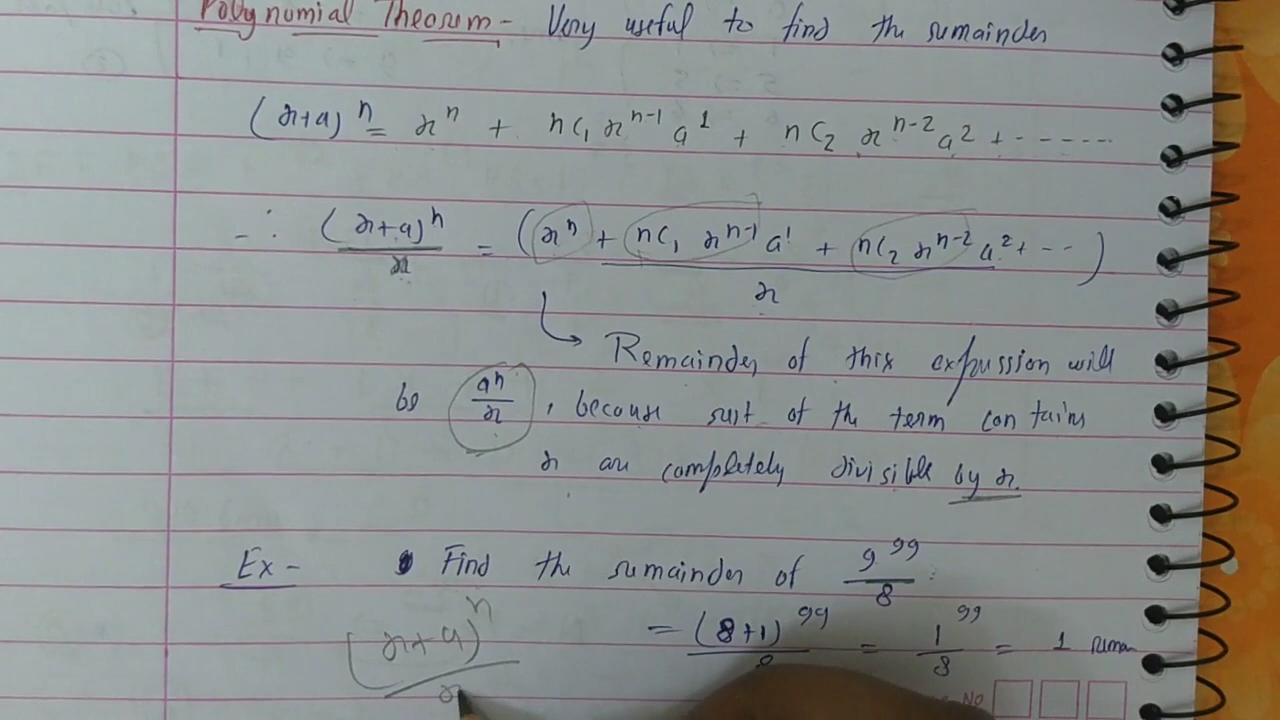 Polynomial Theorem - Very useful to find the remainder
(x+a)^n = x^n + nC₁ x^(n-1) a^1 + nC₂ x^(n-2) a^2 + ------
∴ (x+a)^n / x = (x^n + nC₁ x^(n-1) a^1 + nC₂ x^(n-2) a^2 + --) / x
→ Remainder of this expression will
be a^n / x , because rest of the term contains
x are completely divisible by x.
Ex - Find the remainder of 9^99 / 8 :
(x+a)^n / x = (8+1)^99 / 8 = 1^99 / 8 = 1 remain
No